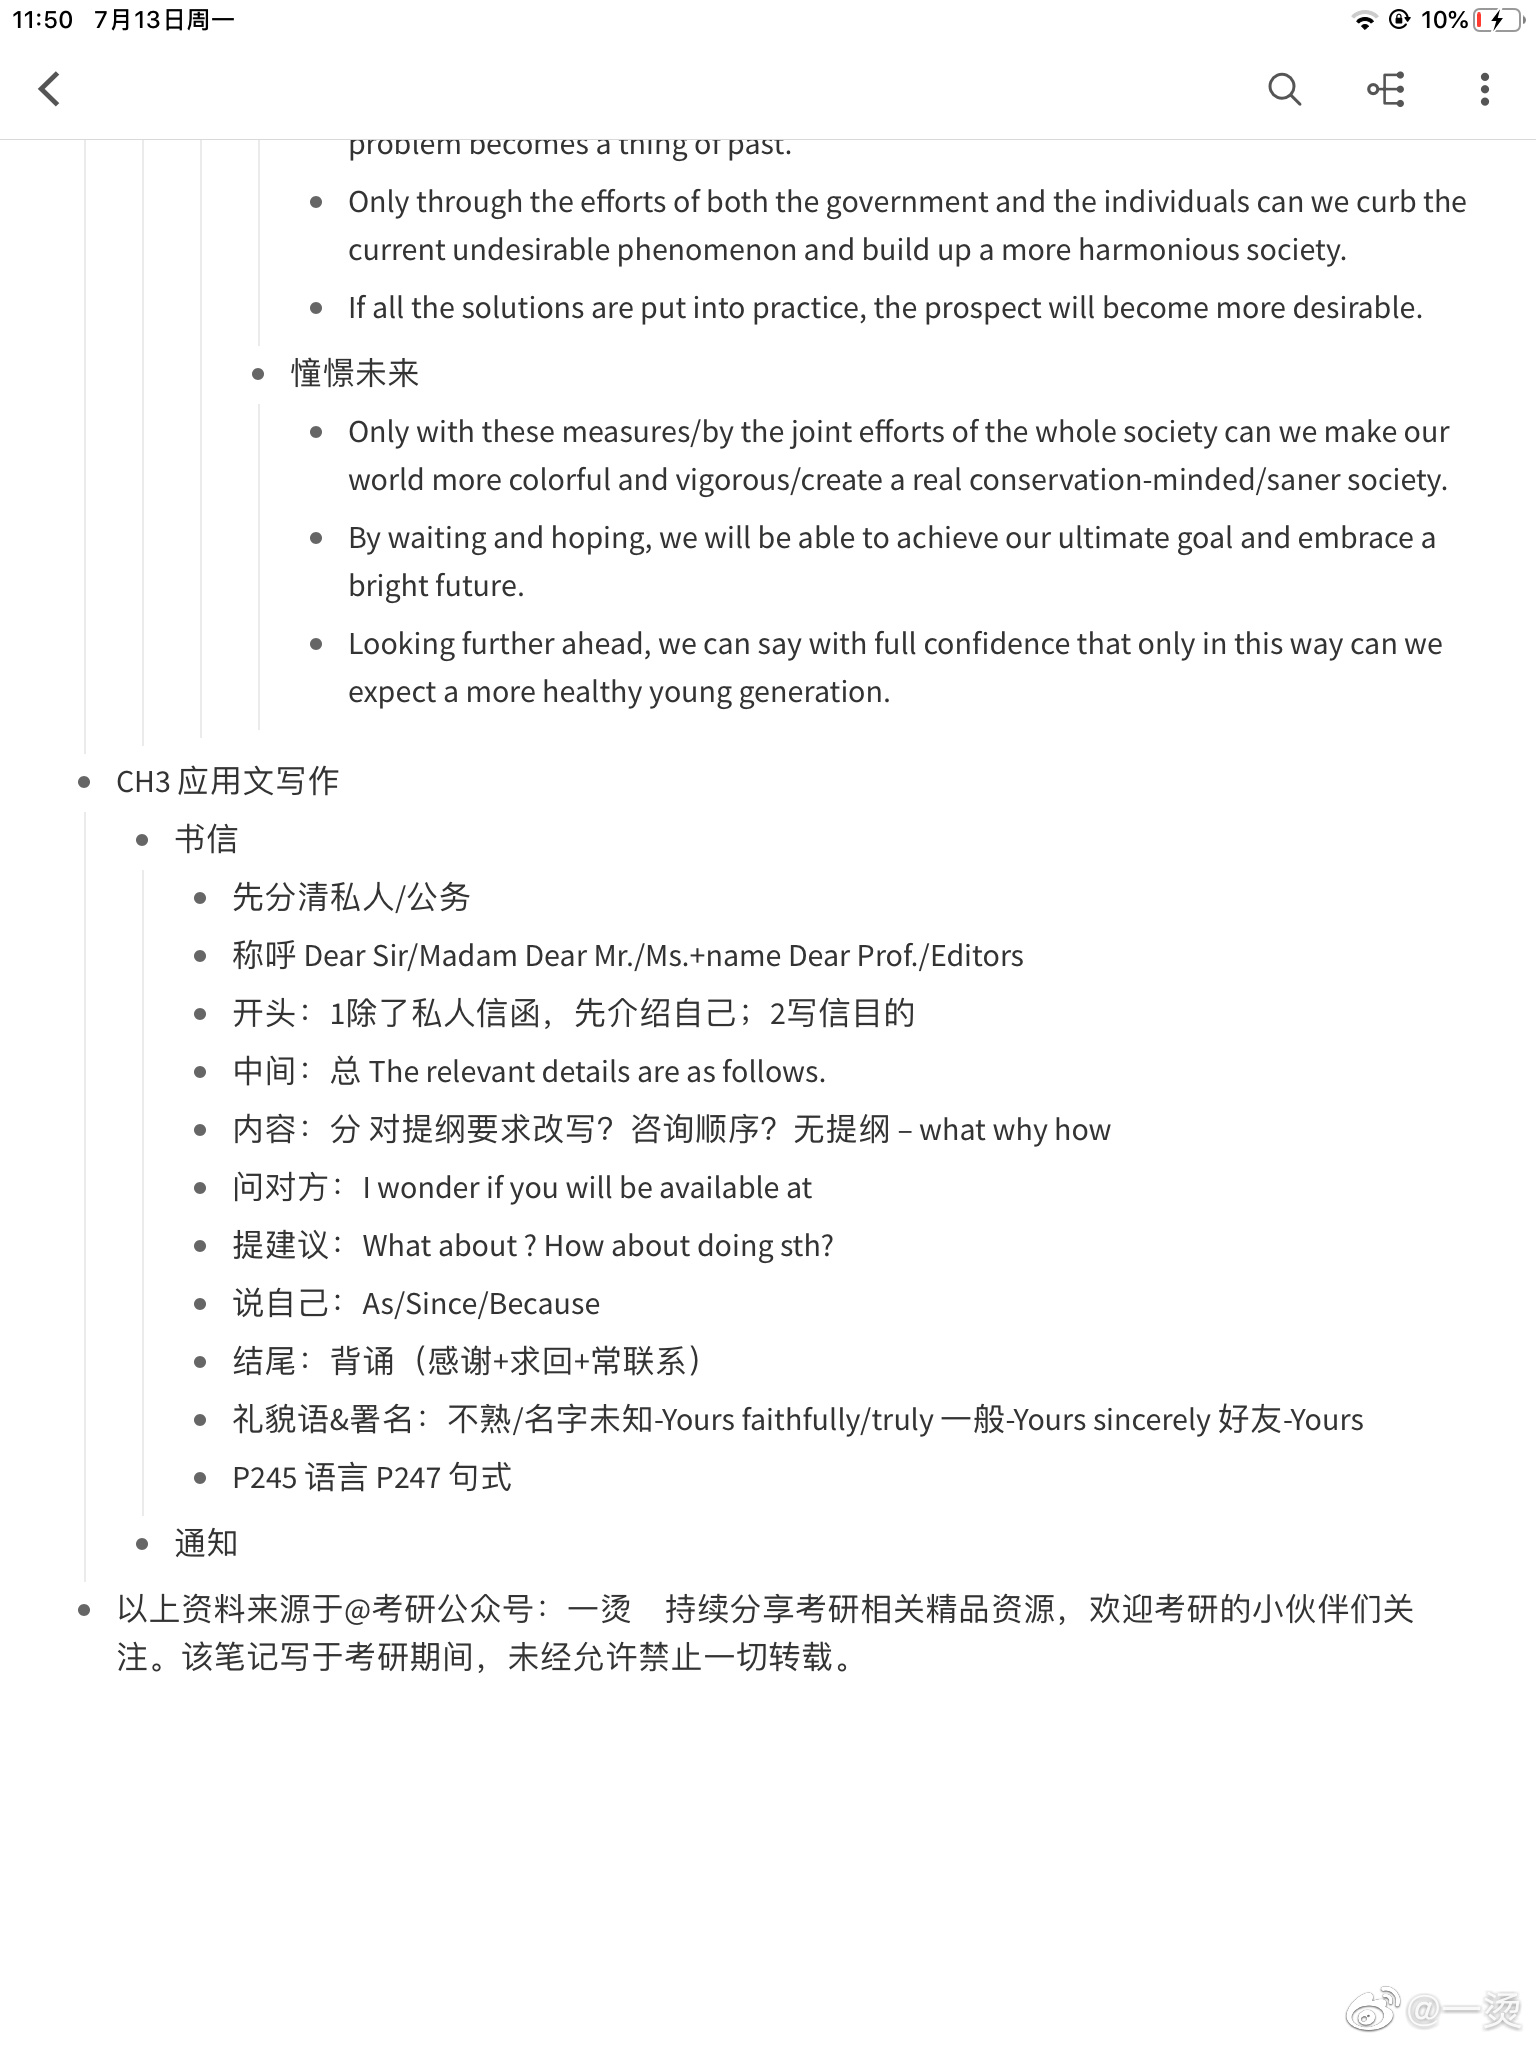 11:50 7月13日周一
10%
problem becomes a thing of past.
Only through the efforts of both the government and the individuals can we curb the
current undesirable phenomenon and build up a more harmonious society.
If all the solutions are put into practice, the prospect will become more desirable.
憧憬未来
Only with these measures/by the joint efforts of the whole society can we make our
world more colorful and vigorous/create a real conservation-minded/saner society.
By waiting and hoping, we will be able to achieve our ultimate goal and embrace a
bright future.
Looking further ahead, we can say with full confidence that only in this way can we
expect a more healthy young generation.
CH3 应用文写作
书信
先分清私人/公务
称呼 Dear Sir/Madam Dear Mr./Ms.+name Dear Prof./Editors
开头：1除了私人信函，先介绍自己；2写信目的
中间：总 The relevant details are as follows.
内容：分 对提纲要求改写？咨询顺序？无提纲 – what why how
问对方：I wonder if you will be available at
提建议：What about ? How about doing sth?
说自己：As/Since/Because
结尾：背诵（感谢+求回+常联系）
礼貌语&署名：不熟/名字未知-Yours faithfully/truly 一般-Yours sincerely 好友-Yours
P245 语言 P247 句式
通知
以上资料来源于@考研公众号：一烫　持续分享考研相关精品资源，欢迎考研的小伙伴们关
注。该笔记写于考研期间，未经允许禁止一切转载。
@一烫